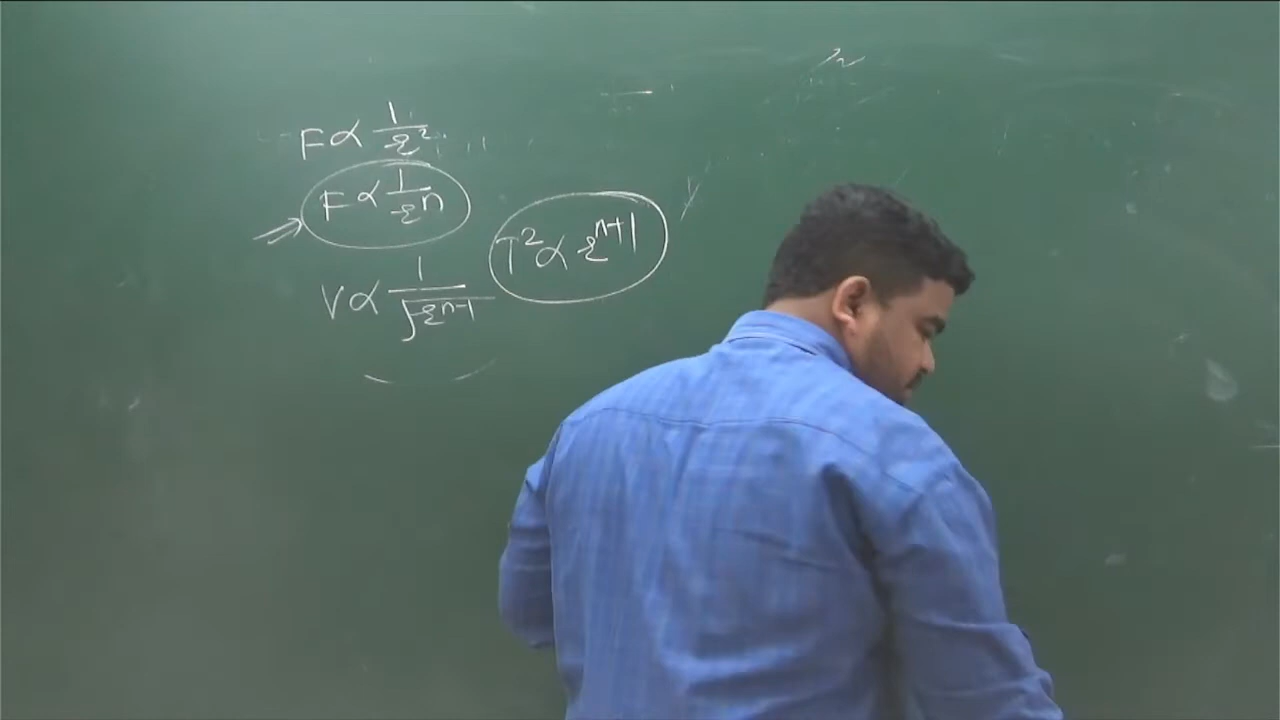 F ∝ 1/r²
F ∝ 1/rⁿ
T² ∝ rⁿ⁺¹
V ∝ 1/√rⁿ⁻¹